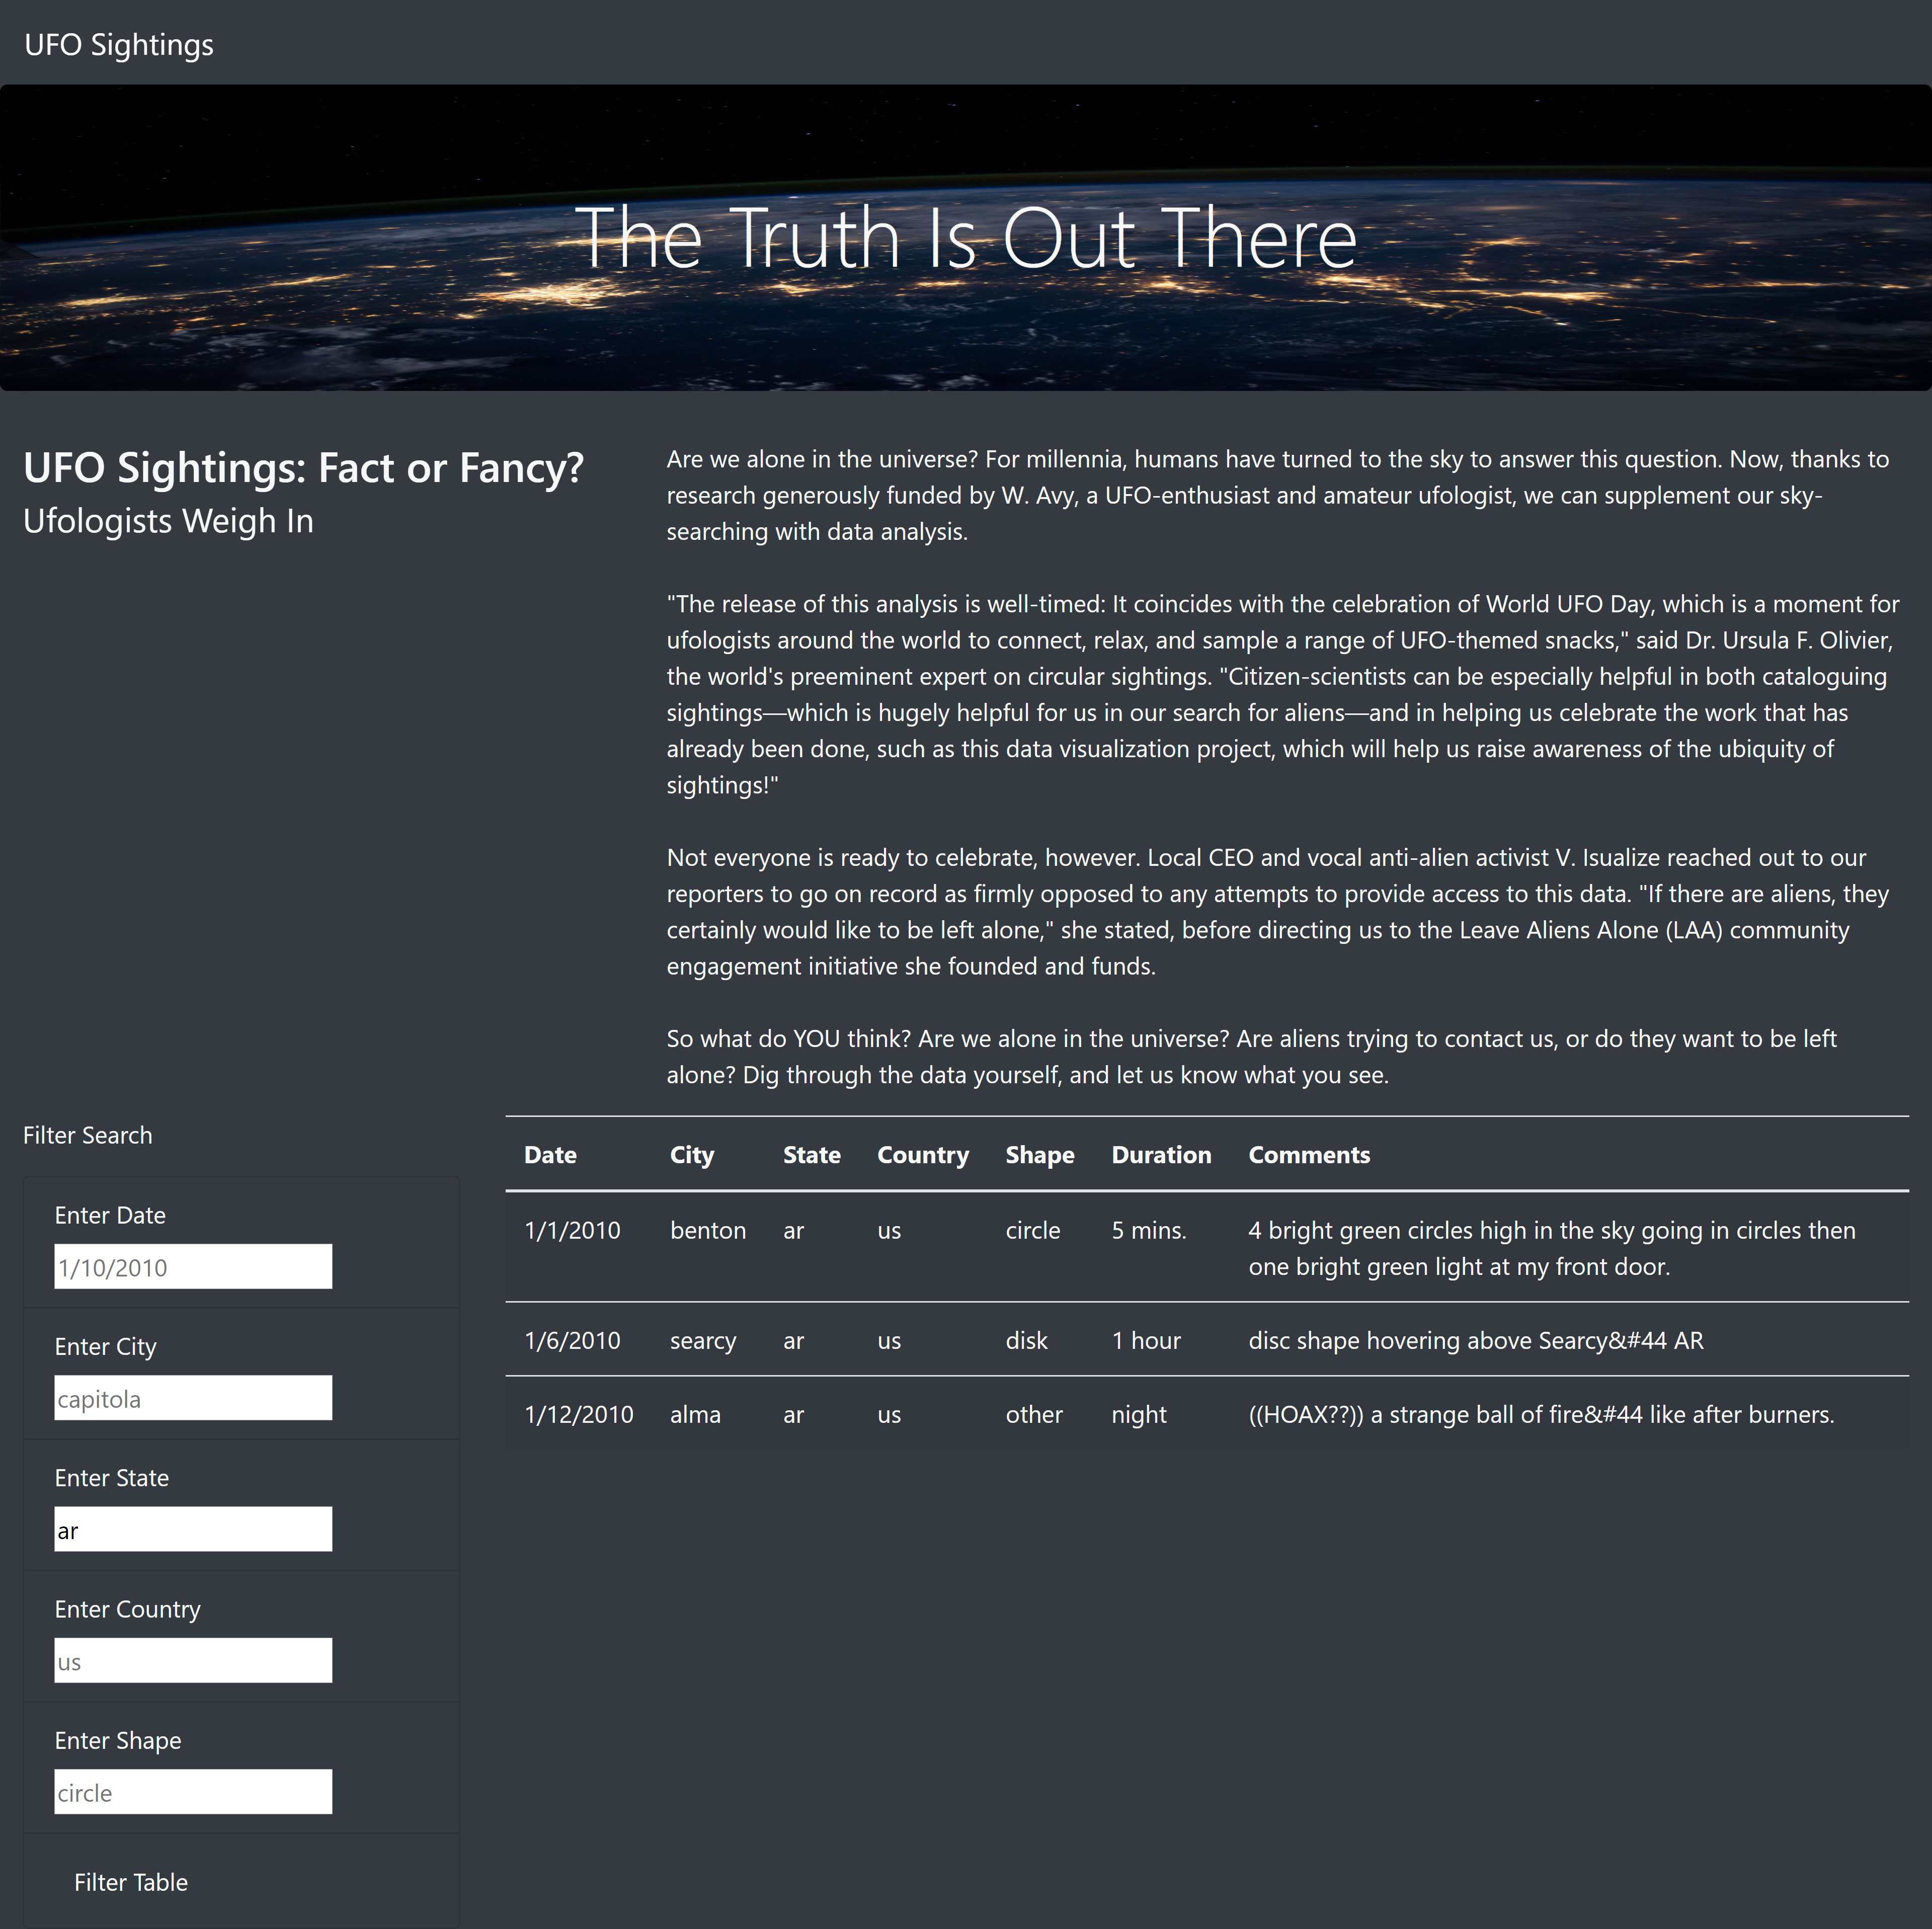 UFO Sightings
The Truth Is Out There
UFO Sightings: Fact or Fancy?
Ufologists Weigh In
Are we alone in the universe? For millennia, humans have turned to the sky to answer this question. Now, thanks to
research generously funded by W. Avy, a UFO-enthusiast and amateur ufologist, we can supplement our sky-
searching with data analysis.
"The release of this analysis is well-timed: It coincides with the celebration of World UFO Day, which is a moment for
ufologists around the world to connect, relax, and sample a range of UFO-themed snacks," said Dr. Ursula F. Olivier,
the world's preeminent expert on circular sightings. "Citizen-scientists can be especially helpful in both cataloguing
sightings—which is hugely helpful for us in our search for aliens—and in helping us celebrate the work that has
already been done, such as this data visualization project, which will help us raise awareness of the ubiquity of
sightings!"
Not everyone is ready to celebrate, however. Local CEO and vocal anti-alien activist V. Isualize reached out to our
reporters to go on record as firmly opposed to any attempts to provide access to this data. "If there are aliens, they
certainly would like to be left alone," she stated, before directing us to the Leave Aliens Alone (LAA) community
engagement initiative she founded and funds.
So what do YOU think? Are we alone in the universe? Are aliens trying to contact us, or do they want to be left
alone? Dig through the data yourself, and let us know what you see.
Filter Search
Enter Date
1/10/2010
Enter City
capitola
Enter State
ar
Enter Country
us
Enter Shape
circle
Filter Table
Date City State Country Shape Duration Comments
1/1/2010 benton ar us circle 5 mins. 4 bright green circles high in the sky going in circles then
one bright green light at my front door.
1/6/2010 searcy ar us disk 1 hour disc shape hovering above Searcy&#44 AR
1/12/2010 alma ar us other night ((HOAX??)) a strange ball of fire&#44 like after burners.